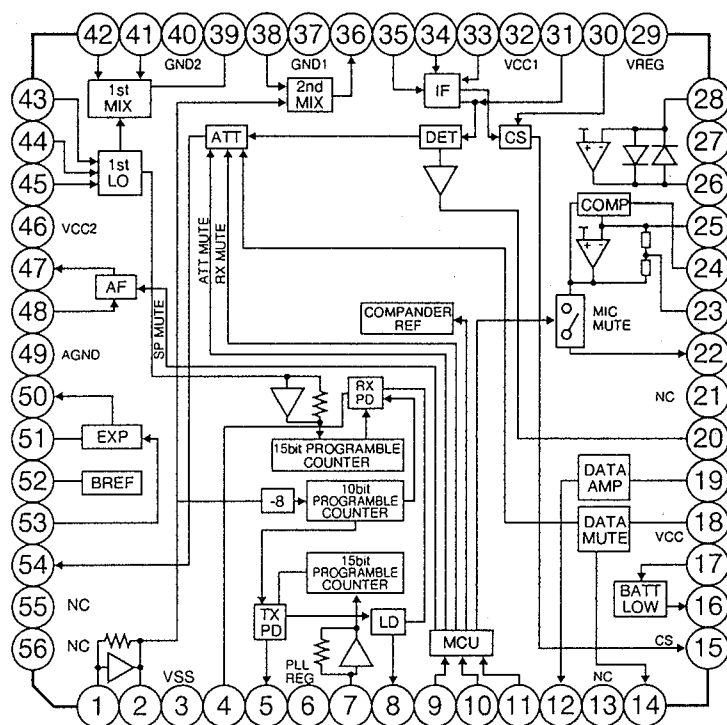 42 41 40 39 38 37 36 35 34 33 32 31 30 29
GND2 GND1 VCC1 VREG
43
44
45
46
47
48
49
50
51
52
53
54
55
56
1st
MIX
2nd
MIX
IF
ATT
DET
CS
1st
LO
VCC2
AF
AGND
EXP
BREF
NC
NC
SP MUTE
ATT MUTE
RX MUTE
COMPANDER
REF
COMP
MIC
MUTE
RX
PD
15bit PROGRAMBLE
COUNTER
-8
10bit
PROGRAMBLE
COUNTER
15bit
PROGRAMBLE
COUNTER
TX
PD
LD
MCU
DATA
AMP
DATA
MUTE
VCC
BATT
LOW
CS
NC
NC
28
27
26
25
24
23
22
21
20
19
18
17
16
15
VSS
PLL
REG
1 2 3 4 5 6 7 8 9 10 11 12 13 14